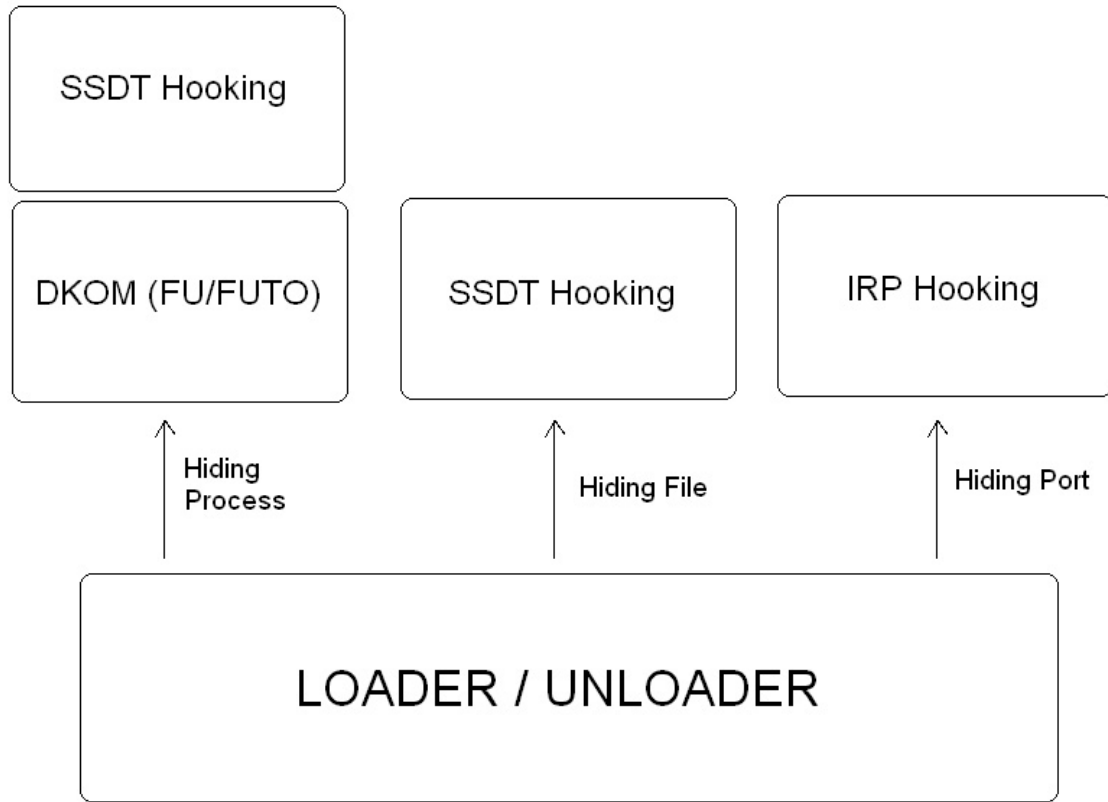 SSDT Hooking
DKOM (FU/FUTO)
SSDT Hooking
IRP Hooking
Hiding
Process
Hiding File
Hiding Port
LOADER / UNLOADER